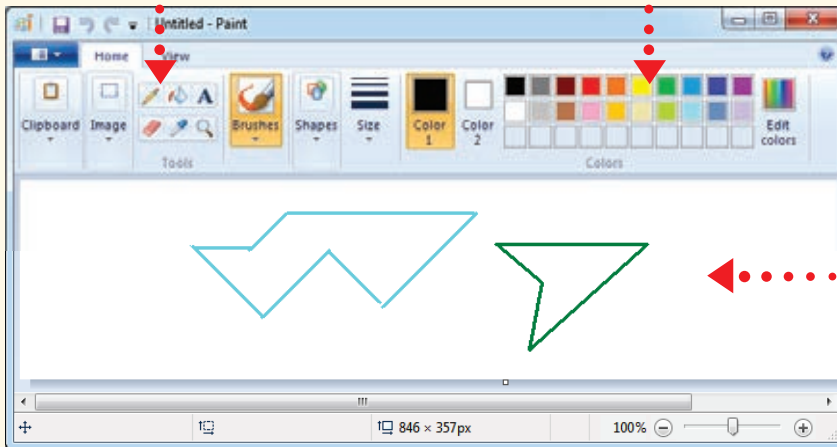 Untitled - Paint
Home View
Clipboard Image Brushes Shapes Size Color 1 Color 2 Edit colors
Tools Colors
846 × 357px 100%